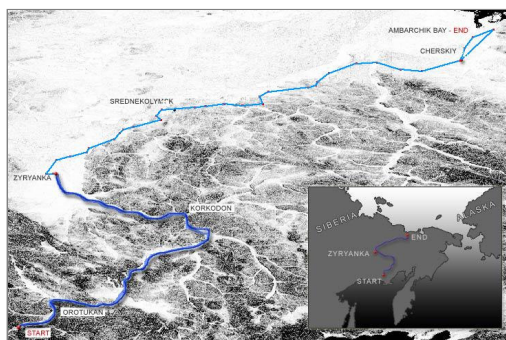 AMBARCHIK BAY - END
CHERSKIY
SREDNEKOLYMSK
ZYRYANKA
KORKODON
OROTUKAN
START
SIBERIA
ALASKA
END
ZYRYANKA
START